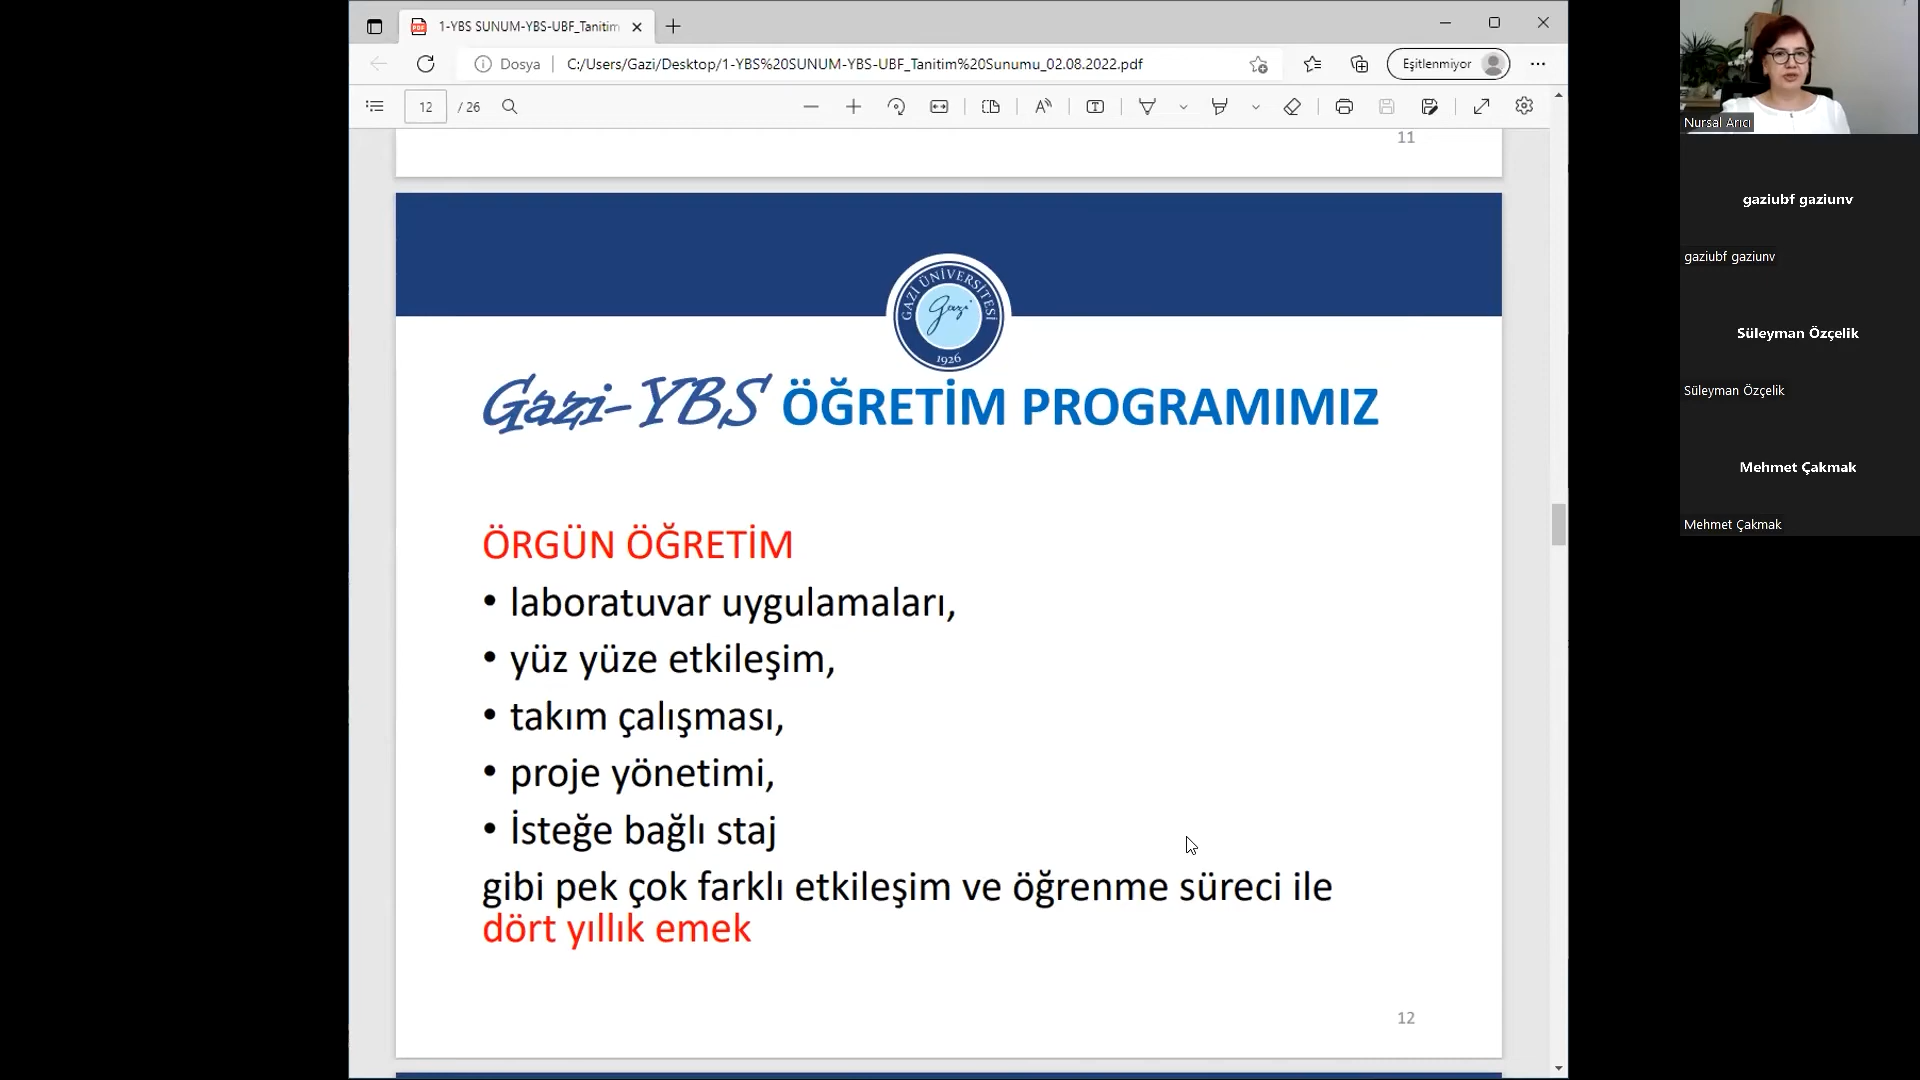 1-YBS SUNUM-YBS-UBF_Tanitim
Dosya
C:/Users/Gazi/Desktop/1-YBS%20SUNUM-YBS-UBF_Tanitim%20Sunumu_02.08.2022.pdf
Eşitlenmiyor
12 / 26
11
GAZİ ÜNİVERSİTESİ
Gazi
1926
Gazi-YBS ÖĞRETİM PROGRAMIMIZ
ÖRGÜN ÖĞRETİM
• laboratuvar uygulamaları,
• yüz yüze etkileşim,
• takım çalışması,
• proje yönetimi,
• İsteğe bağlı staj
gibi pek çok farklı etkileşim ve öğrenme süreci ile
dört yıllık emek
12
Nursal Arıcı
gaziubf gaziunv
gaziubf gaziunv
Süleyman Özçelik
Süleyman Özçelik
Mehmet Çakmak
Mehmet Çakmak